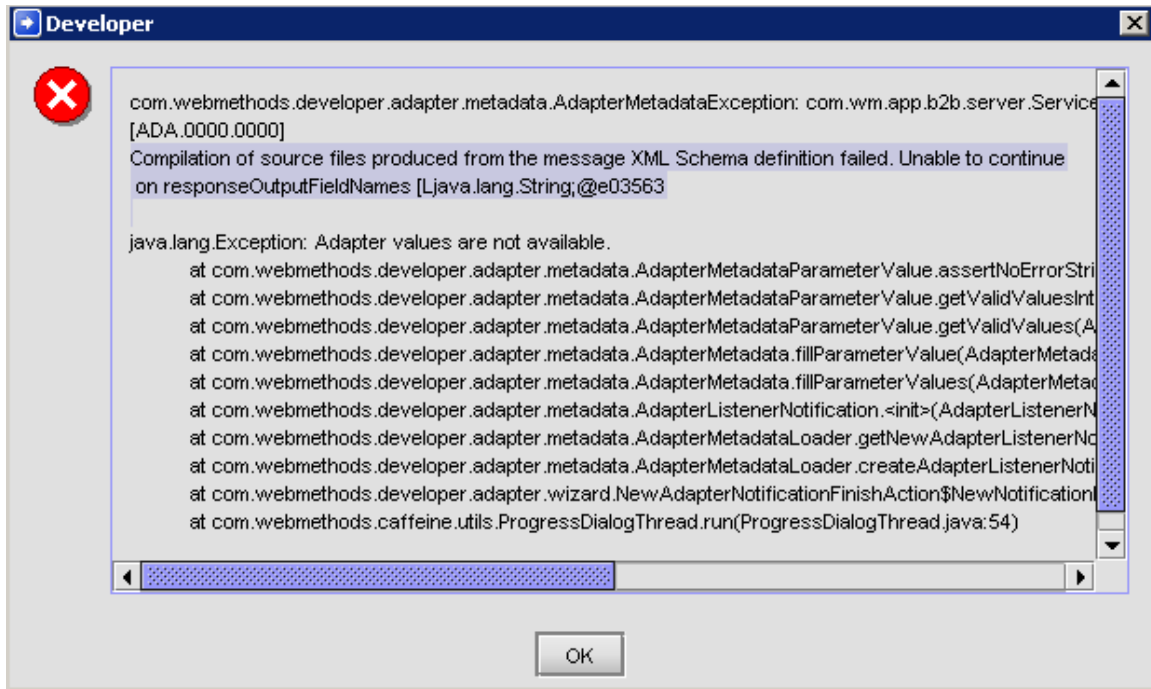 Developer
com.webmethods.developer.adapter.metadata.AdapterMetadataException: com.wm.app.b2b.server.Service
[ADA.0000.0000]
Compilation of source files produced from the message XML Schema definition failed. Unable to continue
on responseOutputFieldNames [Ljava.lang.String;@e03563
java.lang.Exception: Adapter values are not available.
at com.webmethods.developer.adapter.metadata.AdapterMetadataParameterValue.assertNoErrorStri
at com.webmethods.developer.adapter.metadata.AdapterMetadataParameterValue.getValidValuesInt
at com.webmethods.developer.adapter.metadata.AdapterMetadataParameterValue.getValidValues(A
at com.webmethods.developer.adapter.metadata.AdapterMetadata.fillParameterValue(AdapterMetada
at com.webmethods.developer.adapter.metadata.AdapterMetadata.fillParameterValues(AdapterMetad
at com.webmethods.developer.adapter.metadata.AdapterListenerNotification.<init>(AdapterListenerN
at com.webmethods.developer.adapter.metadata.AdapterMetadataLoader.getNewAdapterListenerNo
at com.webmethods.developer.adapter.metadata.AdapterMetadataLoader.createAdapterListenerNoti
at com.webmethods.developer.adapter.wizard.NewAdapterNotificationFinishAction$NewNotificationI
at com.webmethods.caffeine.utils.ProgressDialogThread.run(ProgressDialogThread.java:54)
OK